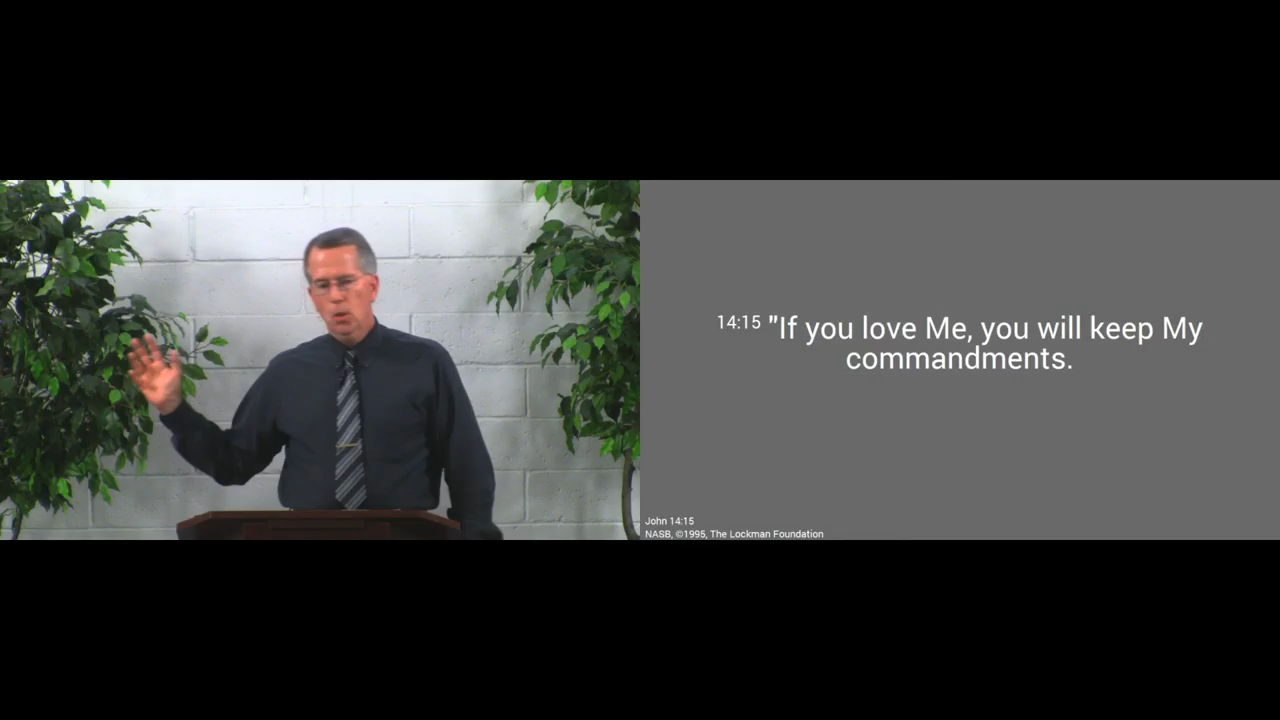 14:15 "If you love Me, you will keep My
commandments.
John 14:15
NASB, ©1995, The Lockman Foundation